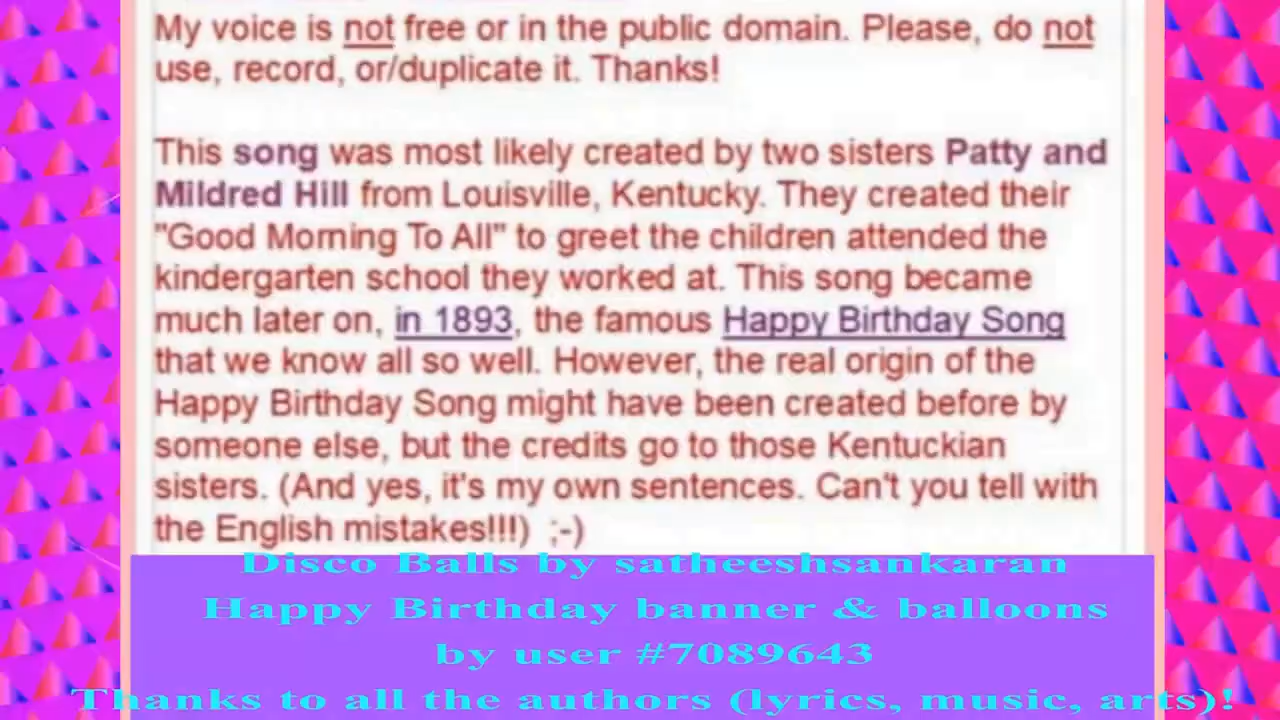 My voice is not free or in the public domain. Please, do not
use, record, or/duplicate it. Thanks!
This song was most likely created by two sisters Patty and
Mildred Hill from Louisville, Kentucky. They created their
"Good Morning To All" to greet the children attended the
kindergarten school they worked at. This song became
much later on, in 1893, the famous Happy Birthday Song
that we know all so well. However, the real origin of the
Happy Birthday Song might have been created before by
someone else, but the credits go to those Kentuckian
sisters. (And yes, it's my own sentences. Can't you tell with
the English mistakes!!!) ;-)
Disco Balls by satheeshsankaran
Happy Birthday banner & balloons
by user #7089643
Thanks to all the authors (lyrics, music, arts)!